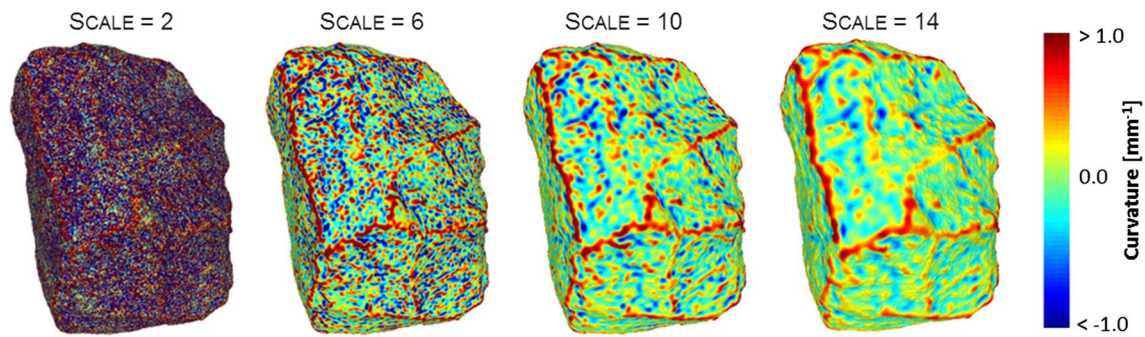 SCALE = 2
SCALE = 6
SCALE = 10
SCALE = 14
> 1.0
0.0
< -1.0
Curvature [mm⁻¹]